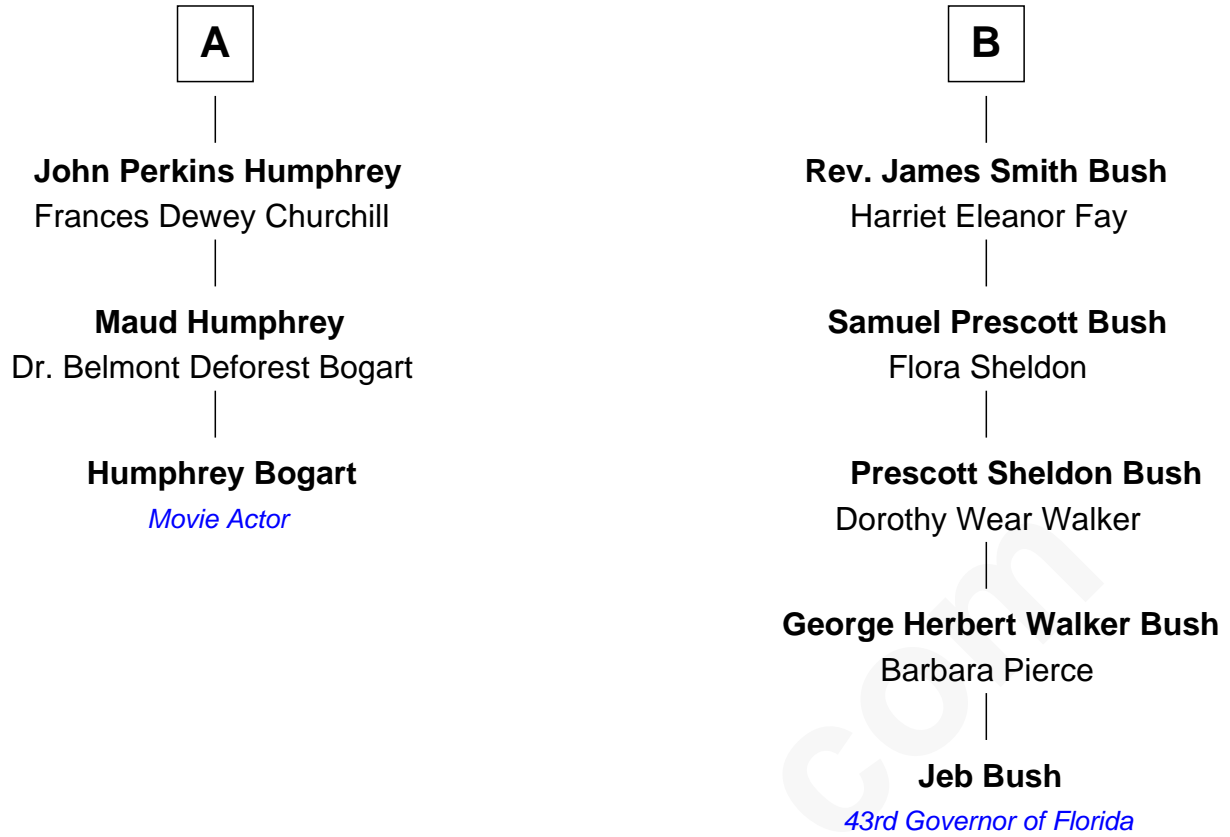 A
John Perkins Humphrey
Frances Dewey Churchill
Maud Humphrey
Dr. Belmont Deforest Bogart
Humphrey Bogart
Movie Actor
B
Rev. James Smith Bush
Harriet Eleanor Fay
Samuel Prescott Bush
Flora Sheldon
Prescott Sheldon Bush
Dorothy Wear Walker
George Herbert Walker Bush
Barbara Pierce
Jeb Bush
43rd Governor of Florida
com